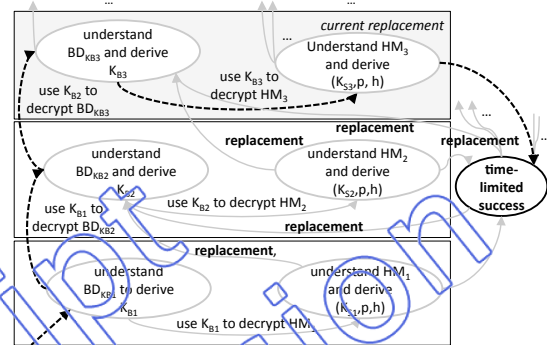 ...
...
current replacement
understand
BD_KB3 and derive
K_B3
Understand HM_3
and derive
(K_S3,p, h)
...
use K_B2 to
decrypt BD_KB3
use K_B3 to
decrypt HM_3
...
replacement
replacement
replacement
...
understand
BD_KB2 and derive
K_B2
understand HM_2
and derive
(K_S2,p,h)
time-
limited
success
use K_B1 to
decrypt BD_KB2
use K_B2 to decrypt HM_2
replacement
replacement,
understand
BD_KB1 to derive
K_B1
understand HM_1
and derive
(K_S1,p,h)
use K_B1 to decrypt HM_1